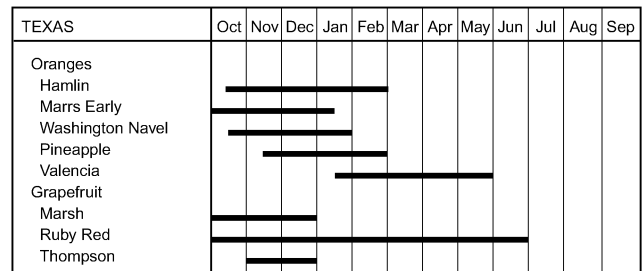 TEXAS Oct Nov Dec Jan Feb Mar Apr May Jun Jul Aug Sep
Oranges
Hamlin
Marrs Early
Washington Navel
Pineapple
Valencia
Grapefruit
Marsh
Ruby Red
Thompson